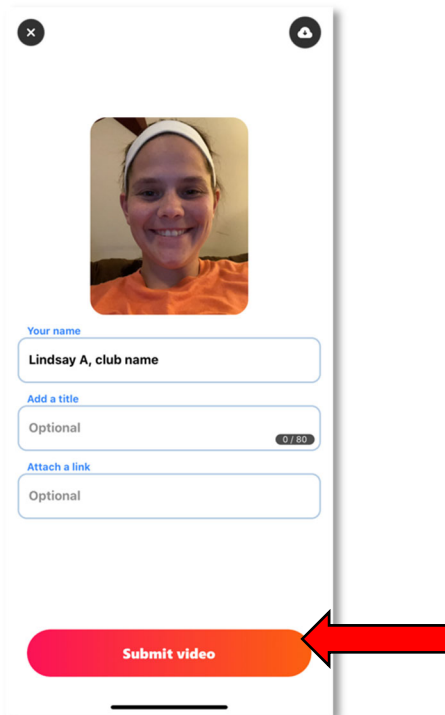 Your name
Lindsay A, club name
Add a title
Optional
0 / 80
Attach a link
Optional
Submit video